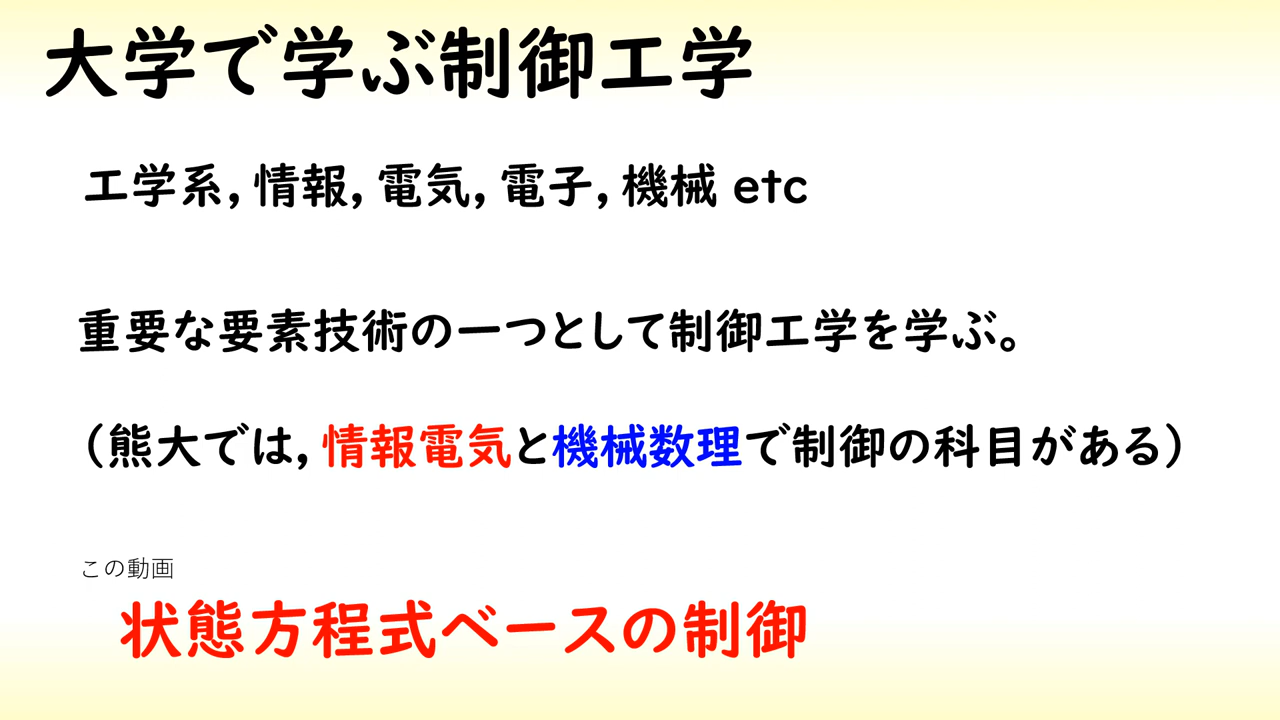 大学で学ぶ制御工学
工学系, 情報, 電気, 電子, 機械 etc
重要な要素技術の一つとして制御工学を学ぶ。
（熊大では, 情報電気と機械数理で制御の科目がある）
この動画
状態方程式ベースの制御